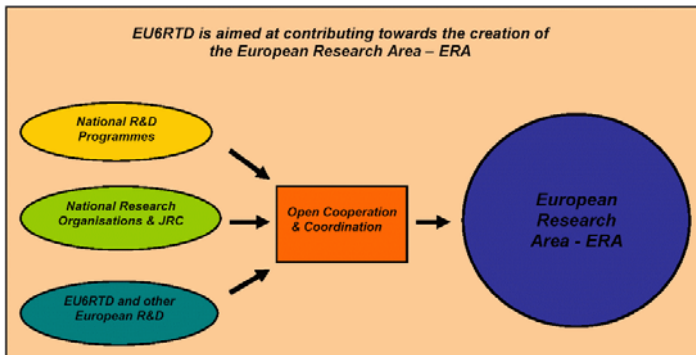 EU6RTD is aimed at contributing towards the creation of
the European Research Area – ERA
National R&D
Programmes
National Research
Organisations & JRC
EU6RTD and other
European R&D
Open Cooperation
& Coordination
European
Research
Area - ERA